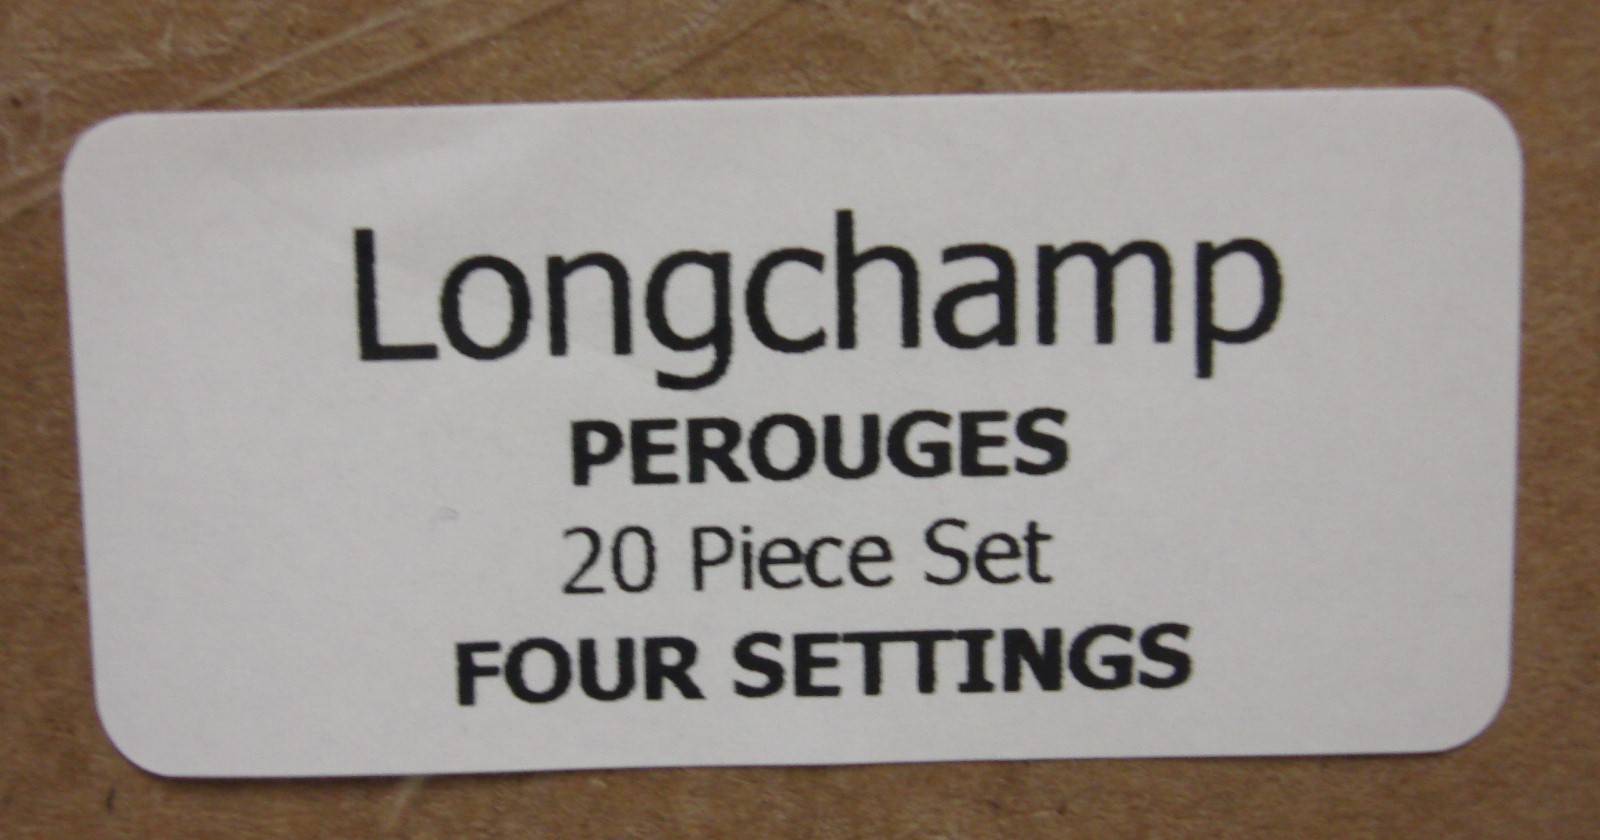 Longchamp
PEROUGES
20 Piece Set
FOUR SETTINGS